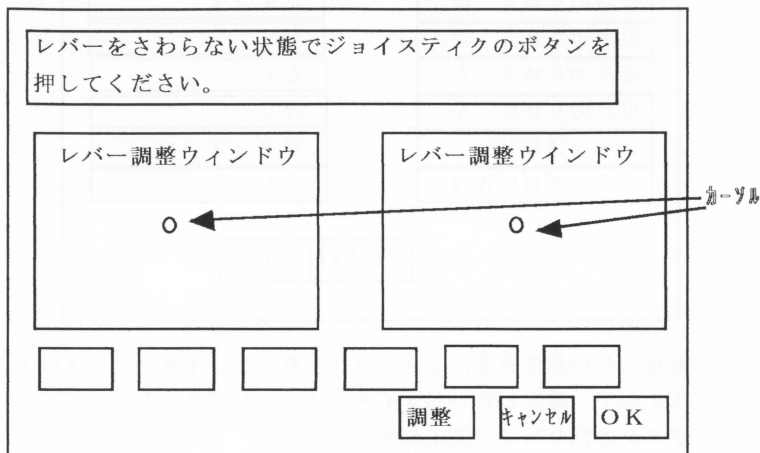 レバーをさわらない状態でジョイスティクのボタンを
押してください。
レバー調整ウィンドウ
レバー調整ウインドウ
カーソル
調整
キャンセル
OK